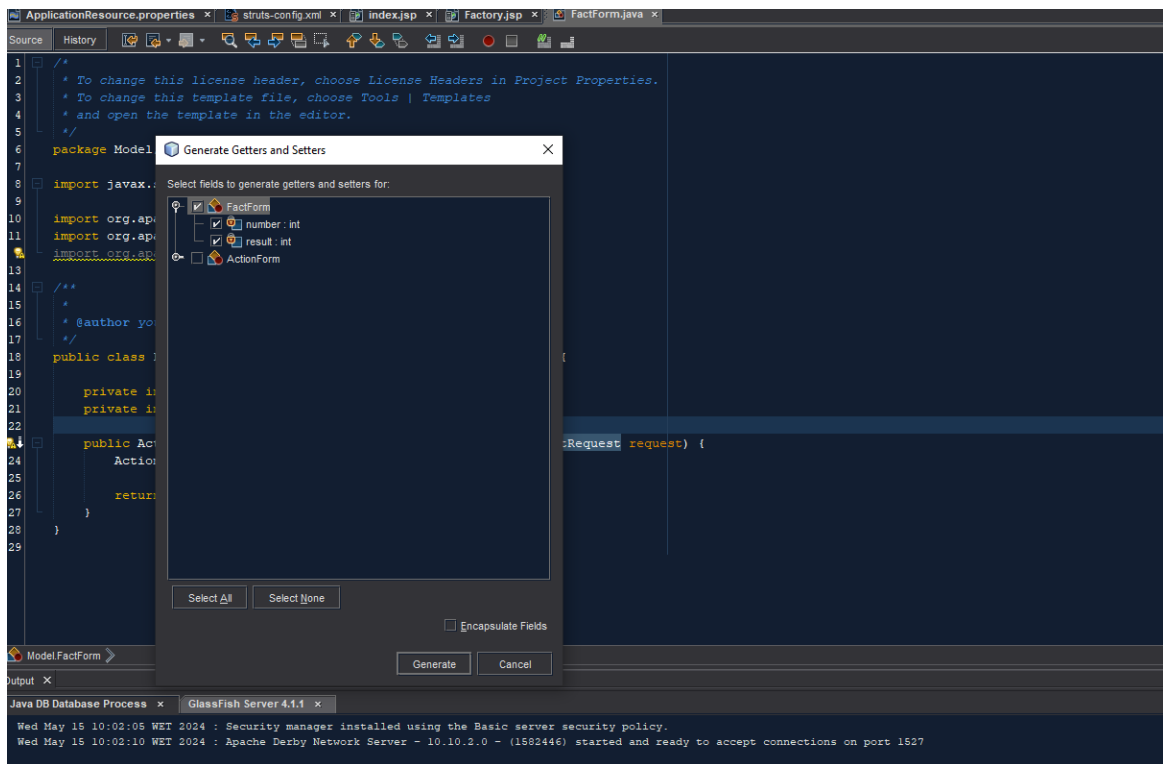 ApplicationResource.properties × struts-config.xml × index.jsp × Factory.jsp × FactForm.java ×
Source History
1 /*
2 * To change this license header, choose License Headers in Project Properties.
3 * To change this template file, choose Tools | Templates
4 * and open the template in the editor.
5 */
6 package Model
7
8 import javax.
9
10 import org.apa
11 import org.apa
import org.apa
13
14 /**
15 *
16 * @author yo
17 */
18 public class {
19
20 private in
21 private in
22
public Act tRequest request) {
24 Action
25
26 return
27 }
28 }
29
Generate Getters and Setters ×
Select fields to generate getters and setters for:
FactForm
number : int
result : int
ActionForm
Select All Select None
Encapsulate Fields
Generate Cancel
Model.FactForm
Output ×
Java DB Database Process × GlassFish Server 4.1.1 ×
Wed May 15 10:02:05 WET 2024 : Security manager installed using the Basic server security policy.
Wed May 15 10:02:10 WET 2024 : Apache Derby Network Server - 10.10.2.0 - (1582446) started and ready to accept connections on port 1527